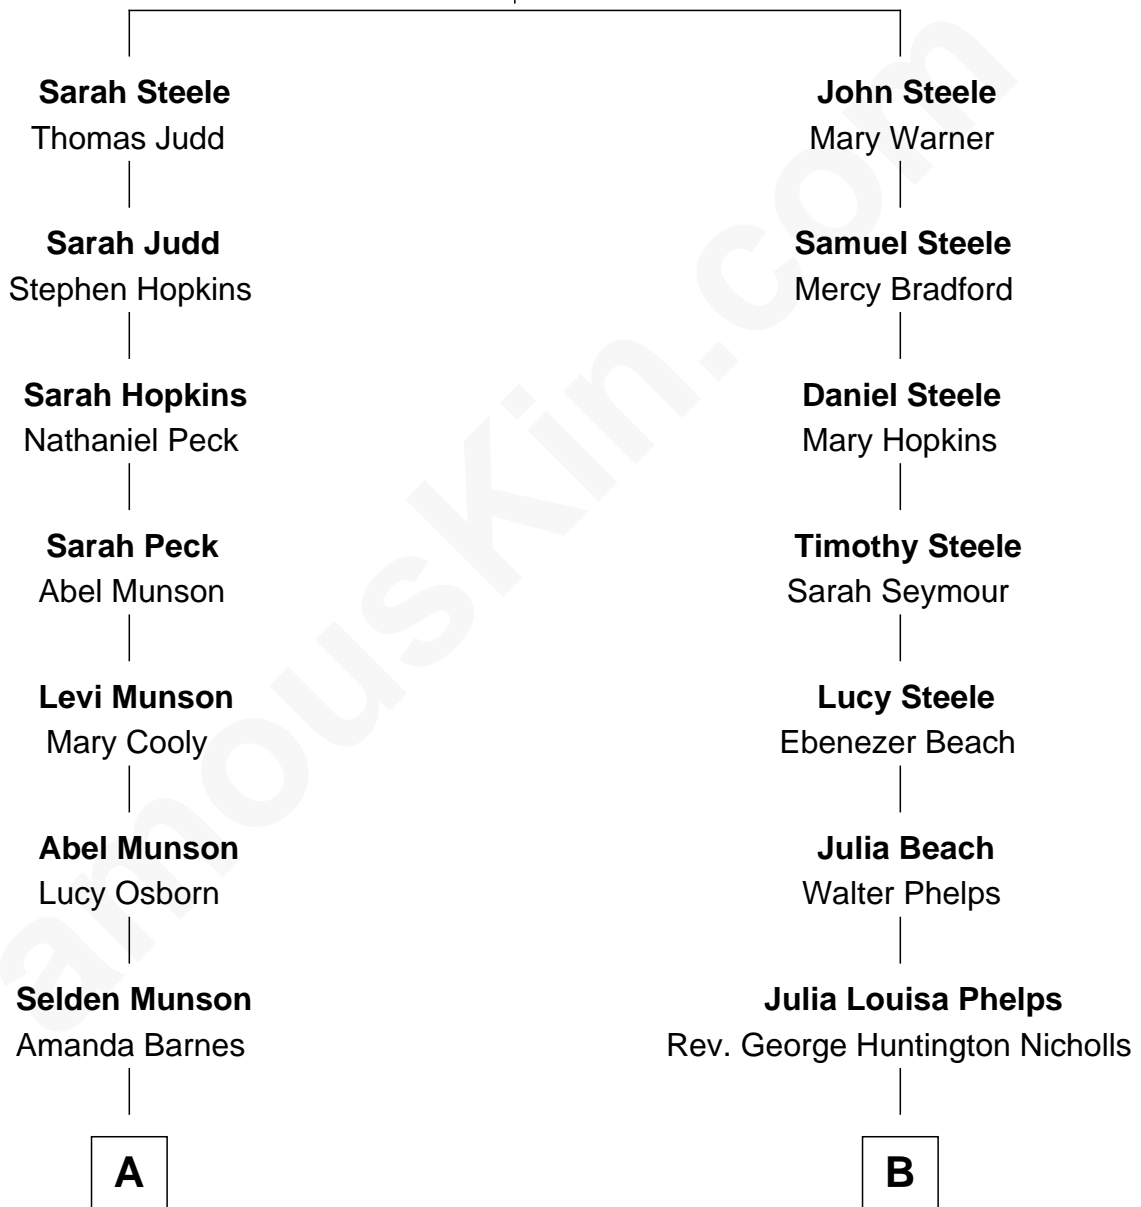 Sarah Steele
Thomas Judd
Sarah Judd
Stephen Hopkins
Sarah Hopkins
Nathaniel Peck
Sarah Peck
Abel Munson
Levi Munson
Mary Cooly
Abel Munson
Lucy Osborn
Selden Munson
Amanda Barnes
A
John Steele
Mary Warner
Samuel Steele
Mercy Bradford
Daniel Steele
Mary Hopkins
Timothy Steele
Sarah Seymour
Lucy Steele
Ebenezer Beach
Julia Beach
Walter Phelps
Julia Louisa Phelps
Rev. George Huntington Nicholls
B
amousKin.com